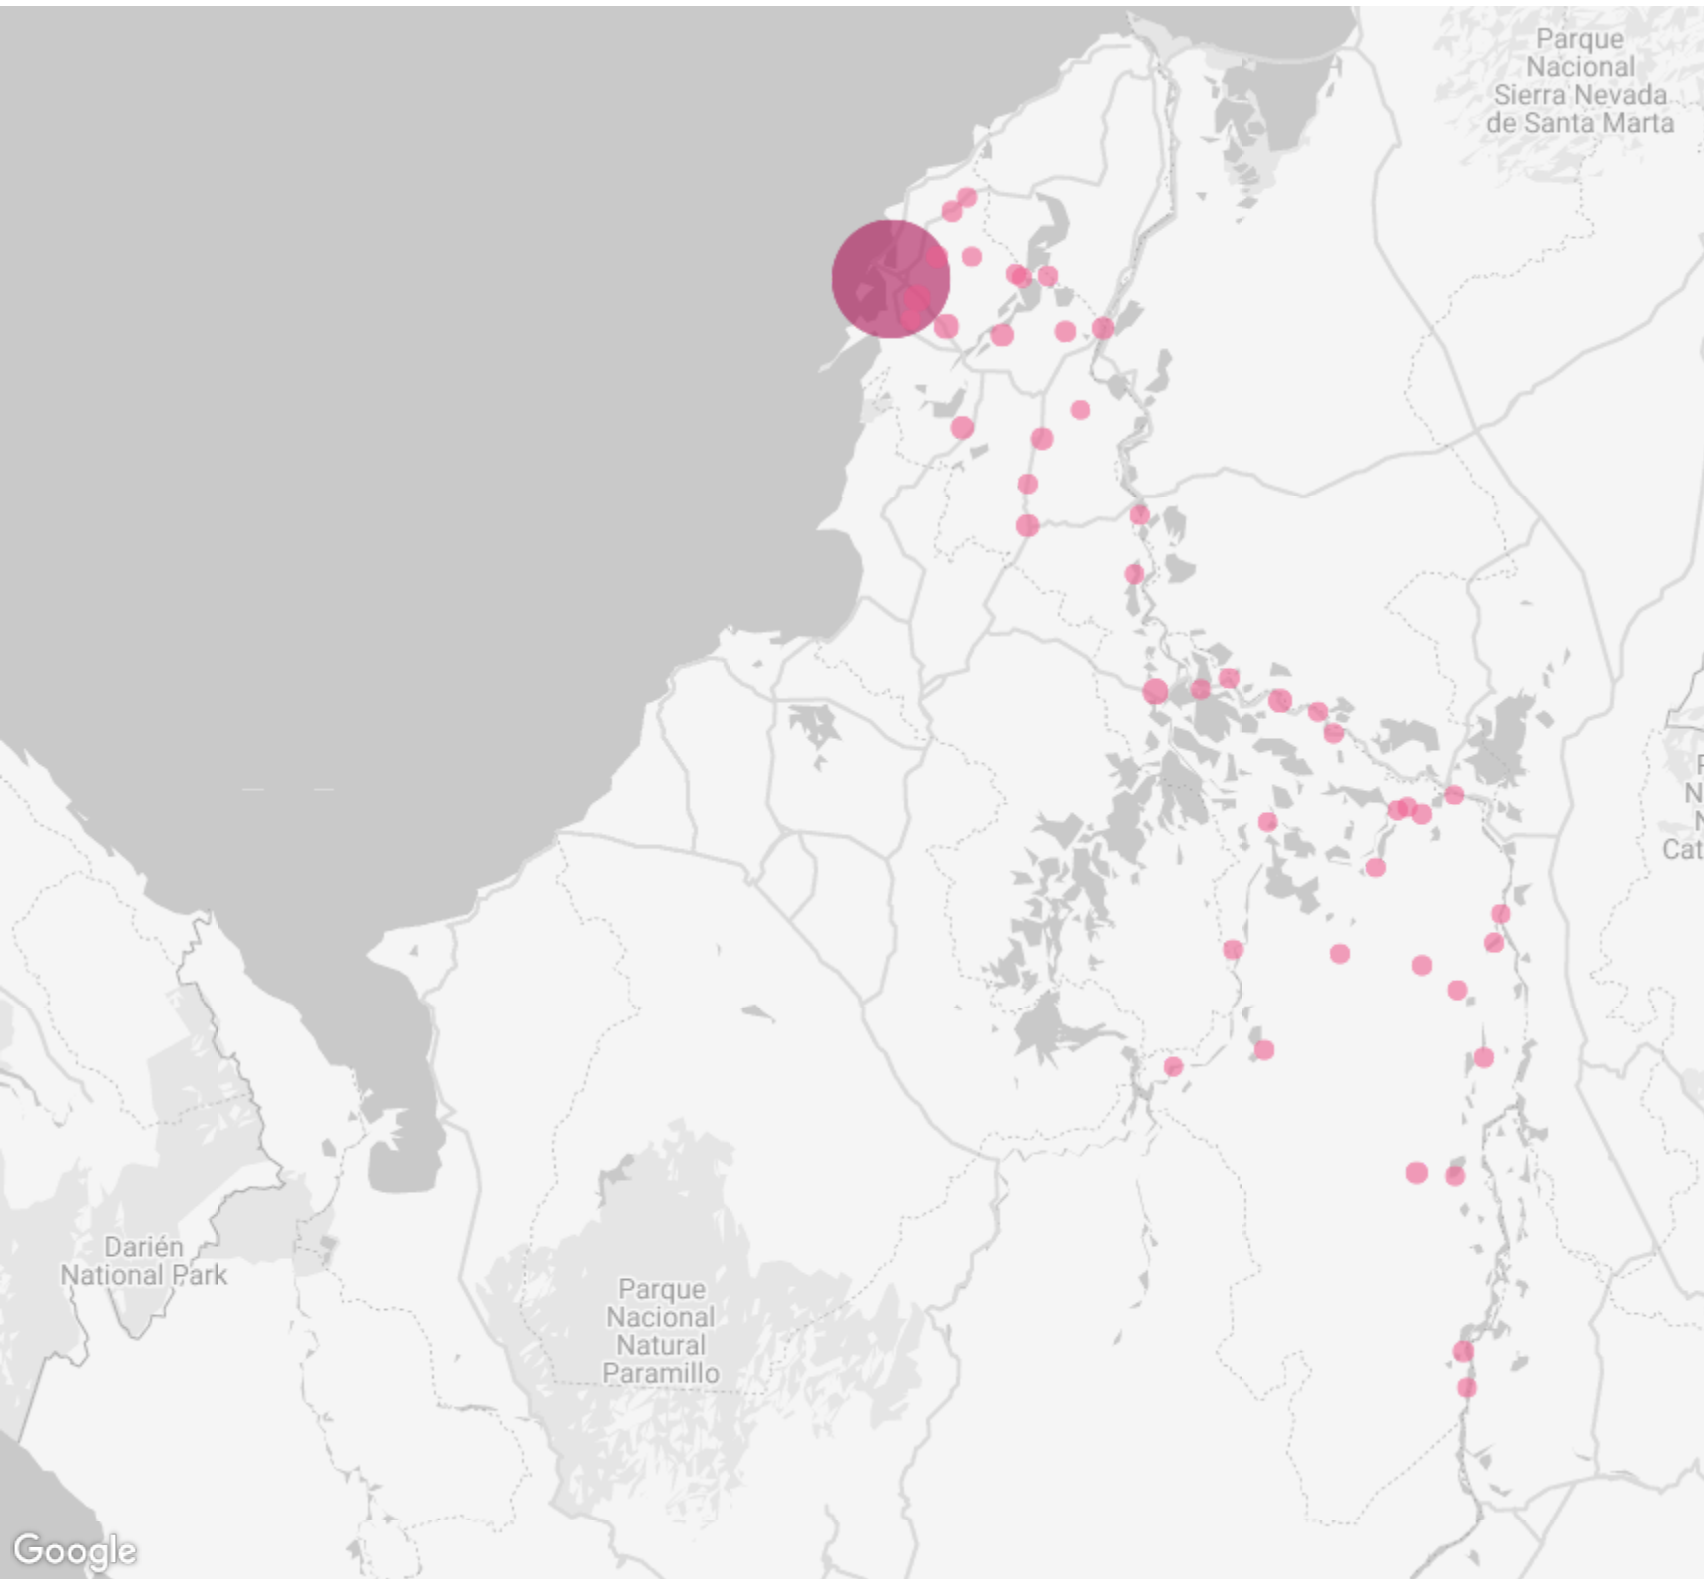 Parque
Nacional
Sierra Nevada
de Santa Marta
N
Cat
Darién
National Park
Parque
Nacional
Natural
Paramillo
Google